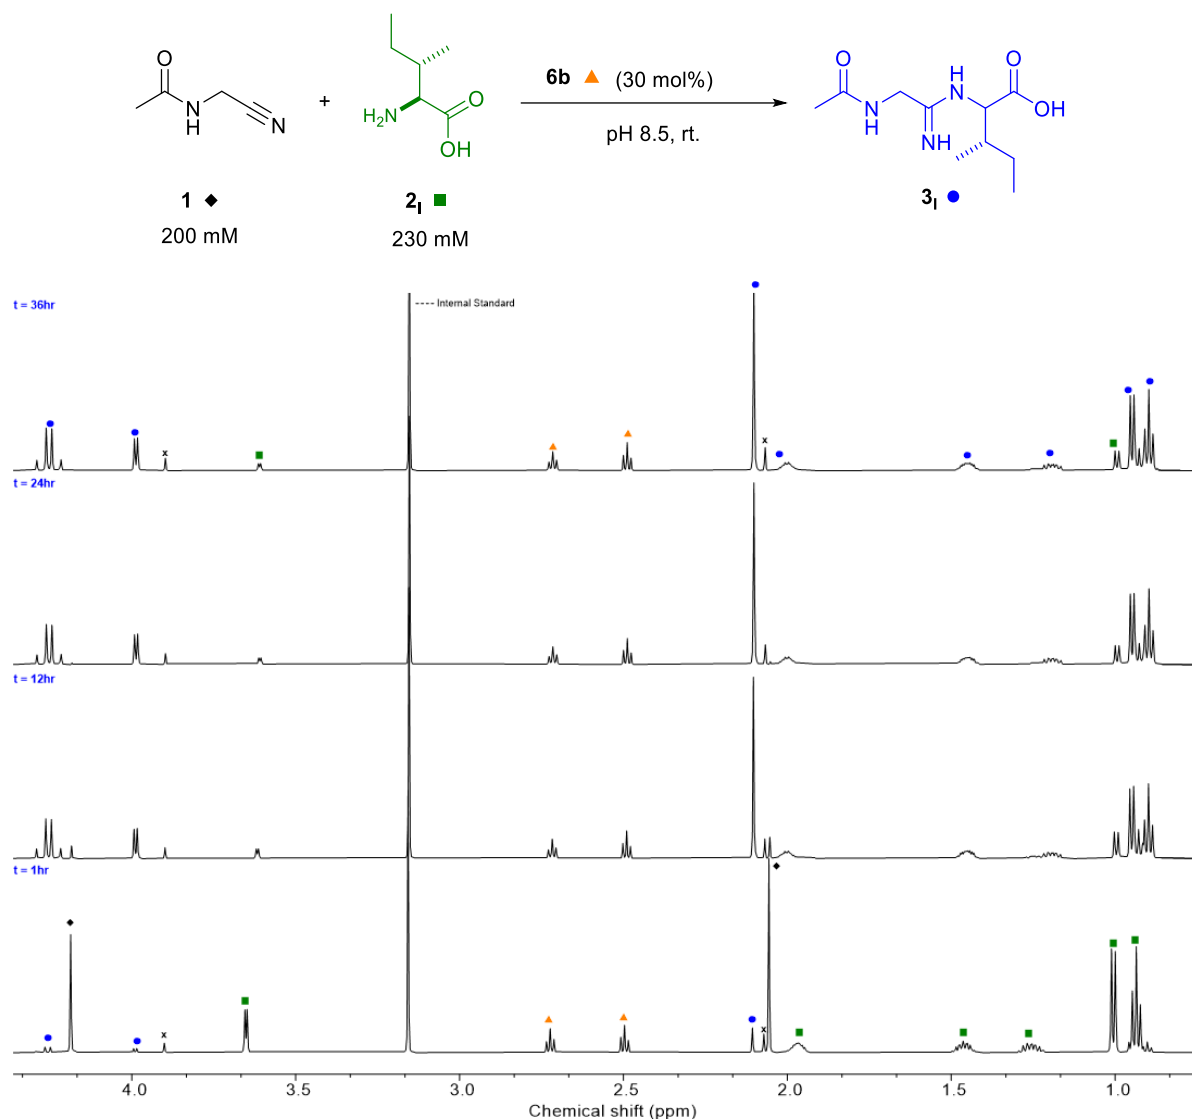 O
CH3
N
H
N
+
H2N
O
OH
6b (30 mol%)
pH 8.5, rt.
O
N
H
NH
H
N
O
OH
1
200 mM
2I
230 mM
3I
t = 36hr
---- Internal Standard
x
x
t = 24hr
t = 12hr
t = 1hr
x
x
4.0 3.5 3.0 2.5 2.0 1.5 1.0
Chemical shift (ppm)